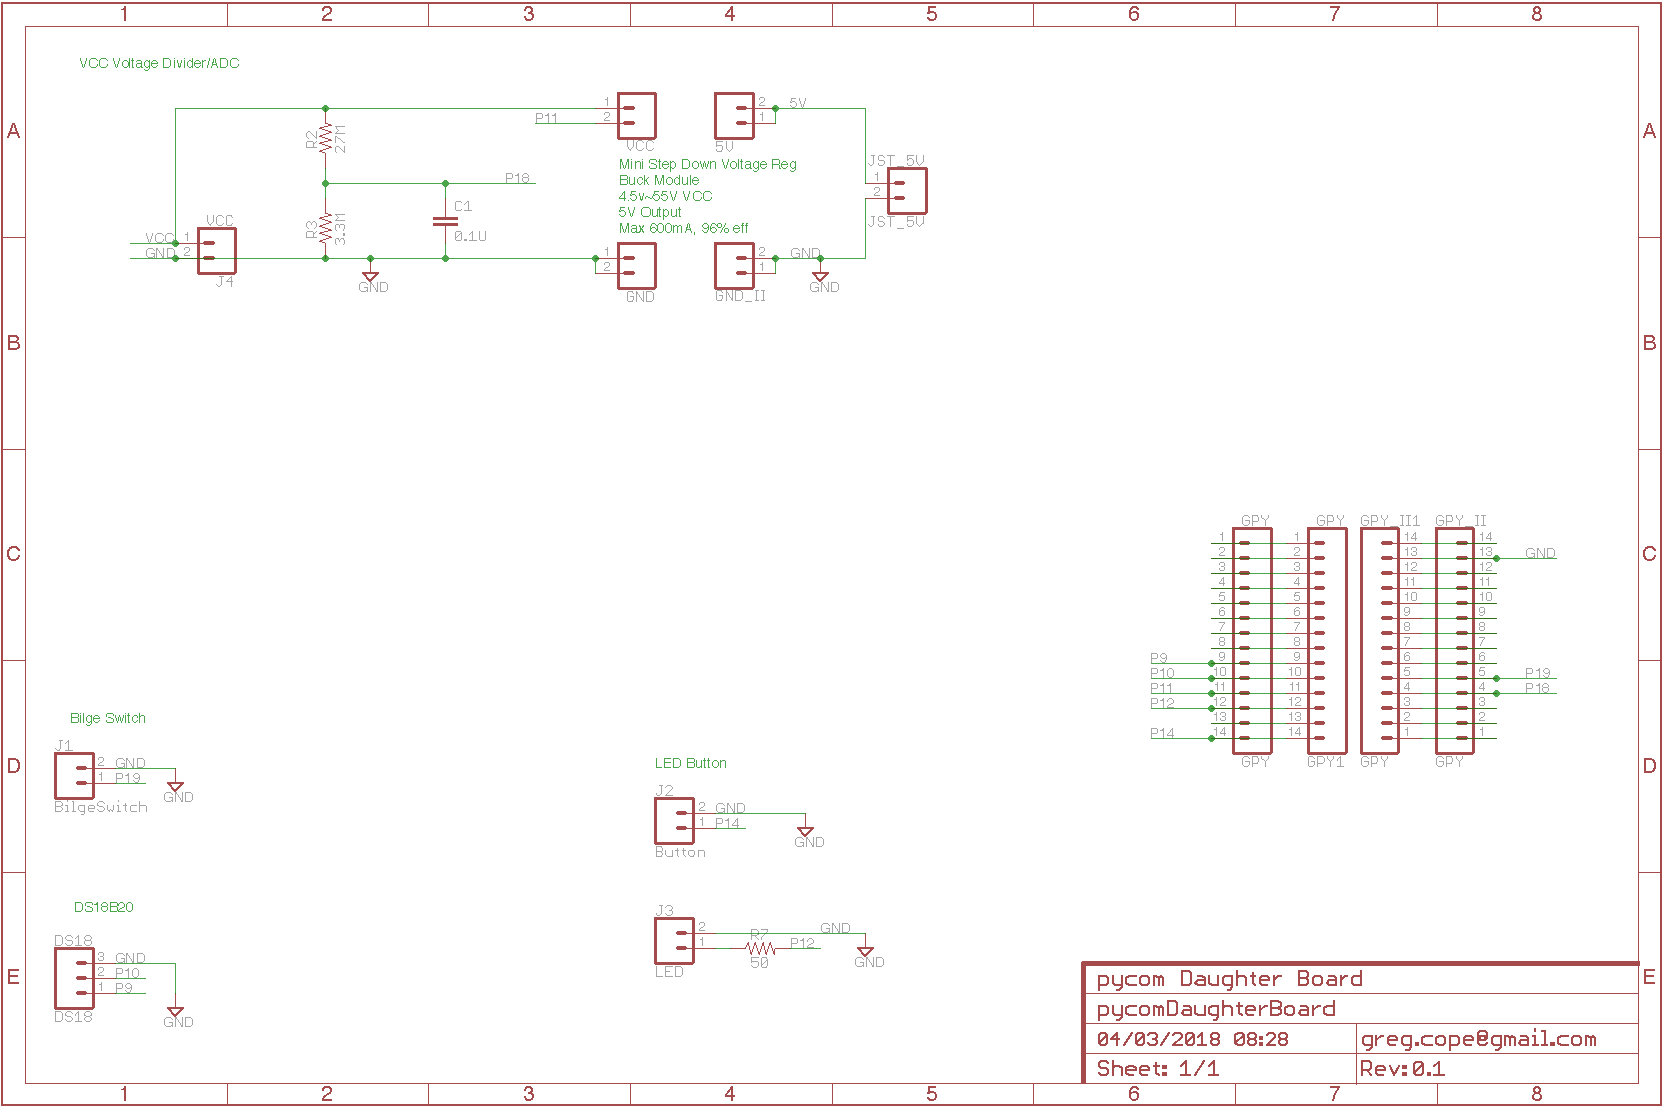 1 2 3 4 5 6 7 8
VCC Voltage Divider/ADC
A
R2
27M
P18
C1
0.1U
R3
3.3M
VCC
VCC 1
GND 2
J4
GND
1
P11 2
VCC
2 5V
1
5V
Mini Step Down Voltage Reg
Buck Module
4.5v~55V VCC
5V Output
Max 600mA, 96% eff
1
2
GND
2 GND
1
GND_II
GND
JST_5V
1
2
JST_5V
A
B
B
C
GPY GPY GPY_II1 GPY_II
1 1 14 14
2 2 13 13 GND
3 3 12 12
4 4 11 11
5 5 10 10
6 6 9 9
7 7 8 8
8 8 7 7
P9 9 9 6 6
P10 10 10 5 5 P19
P11 11 11 4 4 P18
P12 12 12 3 3
13 13 2 2
P14 14 14 1 1
GPY GPY1 GPY GPY
C
D
Bilge Switch
J1
2 GND
1 P19
GND
BilgeSwitch
LED Button
J2
2 GND
1 P14
GND
Button
D
E
DS18B20
DS18
3 GND
2 P10
1 P9
DS18
GND
J3
2 GND
1 R7 P12
50
LED
GND
E
pycom Daughter Board
pycomDaughterBoard
04/03/2018 08:28 greg.cope@gmail.com
Sheet: 1/1 Rev:0.1
1 2 3 4 5 6 7 8